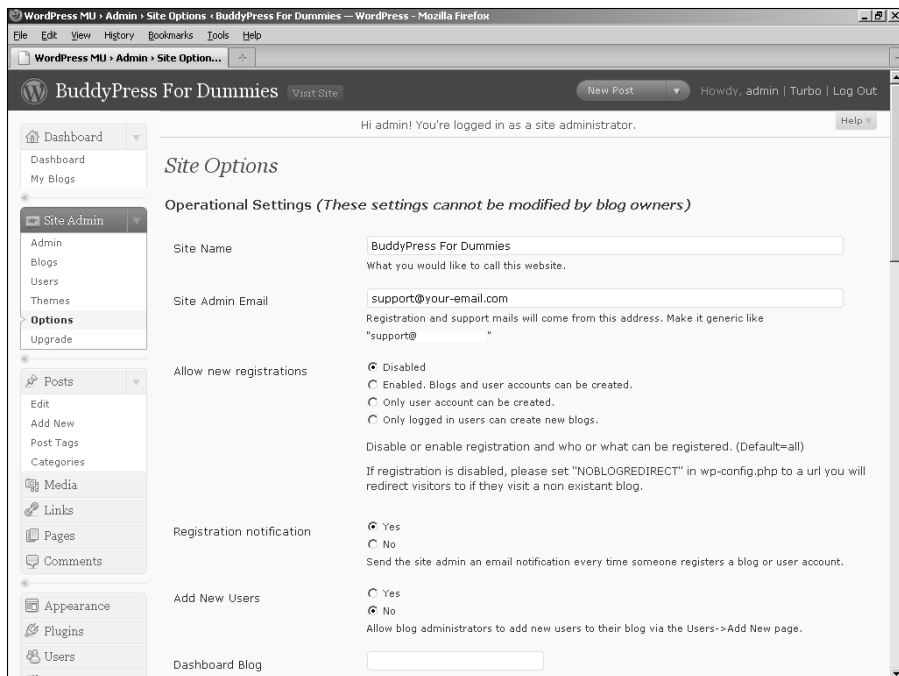 WordPress MU › Admin › Site Options ‹ BuddyPress For Dummies — WordPress - Mozilla Firefox
File Edit View History Bookmarks Tools Help
WordPress MU › Admin › Site Option...
BuddyPress For Dummies Visit Site New Post Howdy, admin | Turbo | Log Out
Hi admin! You're logged in as a site administrator.
Help
Dashboard
Dashboard
My Blogs
Site Admin
Admin
Blogs
Users
Themes
Options
Upgrade
Posts
Edit
Add New
Post Tags
Categories
Media
Links
Pages
Comments
Appearance
Plugins
Users
Site Options
Operational Settings (These settings cannot be modified by blog owners)
Site Name
BuddyPress For Dummies
What you would like to call this website.
Site Admin Email
support@your-email.com
Registration and support mails will come from this address. Make it generic like
"support@ "
Allow new registrations
Disabled
Enabled. Blogs and user accounts can be created.
Only user account can be created.
Only logged in users can create new blogs.
Disable or enable registration and who or what can be registered. (Default=all)
If registration is disabled, please set "NOBLOGREDIRECT" in wp-config.php to a url you will
redirect visitors to if they visit a non existant blog.
Registration notification
Yes
No
Send the site admin an email notification every time someone registers a blog or user account.
Add New Users
Yes
No
Allow blog administrators to add new users to their blog via the Users->Add New page.
Dashboard Blog